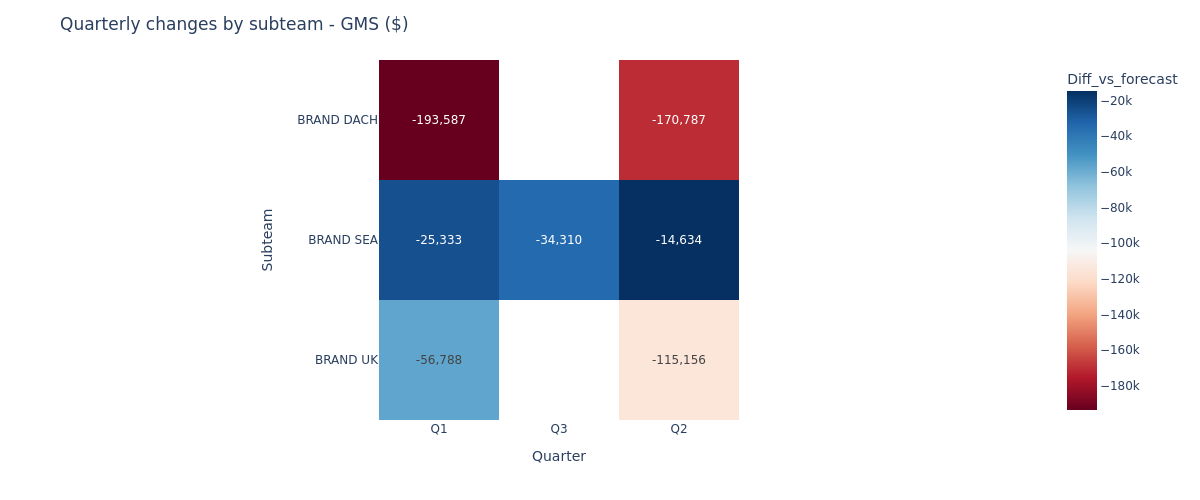 Quarterly changes by subteam - GMS ($)
Diff_vs_forecast
BRAND DACH
-193,587
-170,787
BRAND SEA
-25,333
-34,310
-14,634
BRAND UK
-56,788
-115,156
Subteam
Q1
Q3
Q2
Quarter
−20k
−40k
−60k
−80k
−100k
−120k
−140k
−160k
−180k